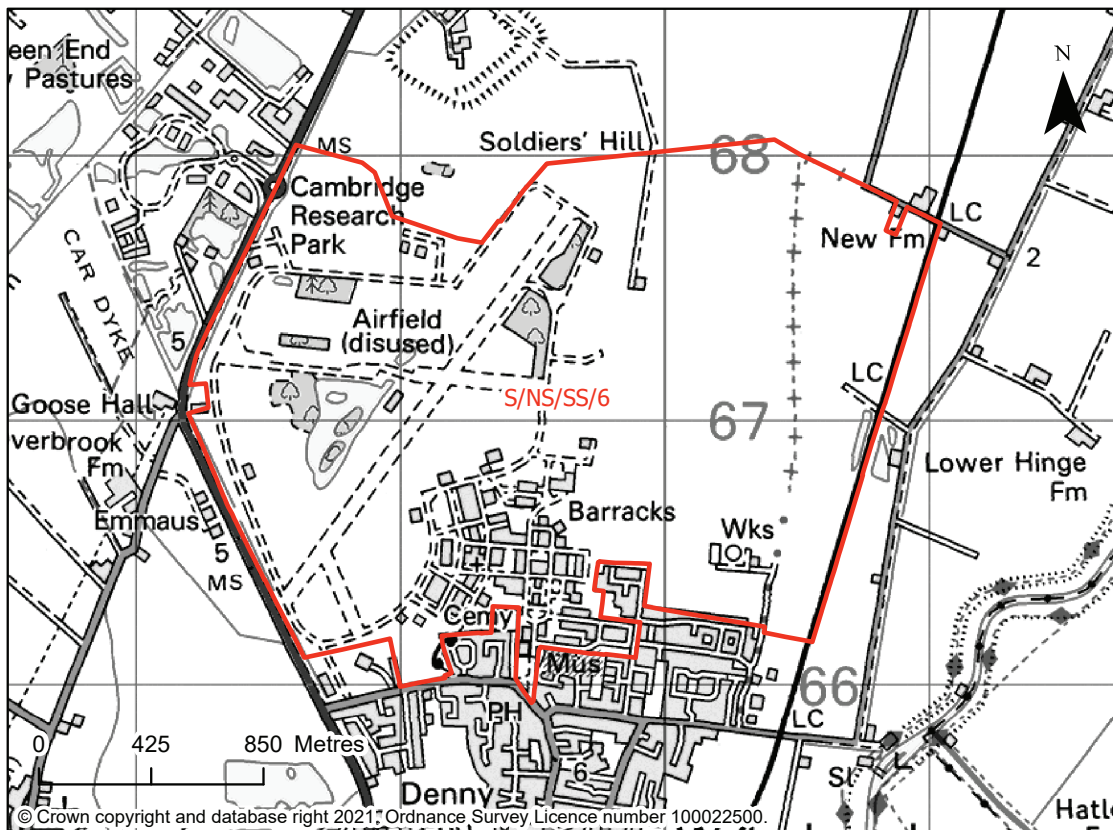 een End
Pastures
N
MS
Soldiers' Hill
68
Cambridge
Research
Park
LC
New Fm
2
CAR DYKE
5
Airfield
(disused)
LC
S/NS/SS/6
Goose Hall
67
verbrook
Fm
Lower Hinge
Fm
Emmaus
Barracks
Wks
5
MS
Cemy
Mus
66
PH
LC
0 425 850 Metres
6
Sl
L
Denny
Hatl
© Crown copyright and database right 2021, Ordnance Survey Licence number 100022500.